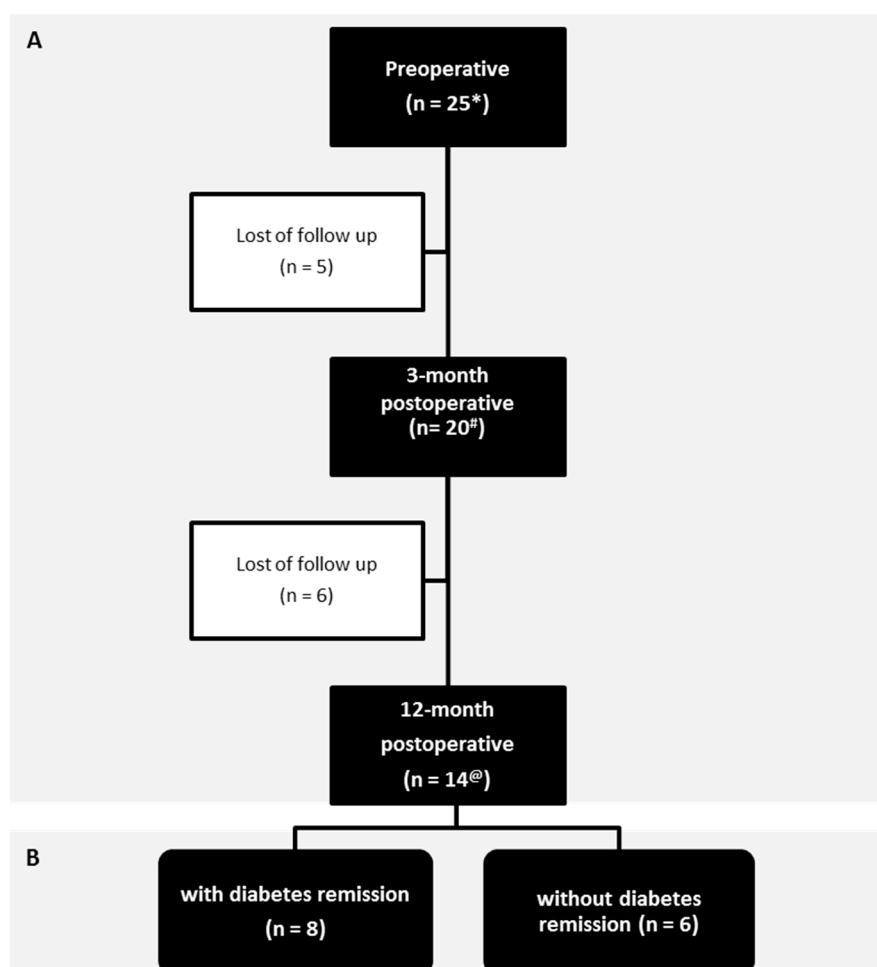 A
Preoperative
(n = 25*)
Lost of follow up
(n = 5)
3-month
postoperative
(n= 20#)
Lost of follow up
(n = 6)
12-month
postoperative
(n = 14@)
B
with diabetes remission
(n = 8)
without diabetes
remission (n = 6)